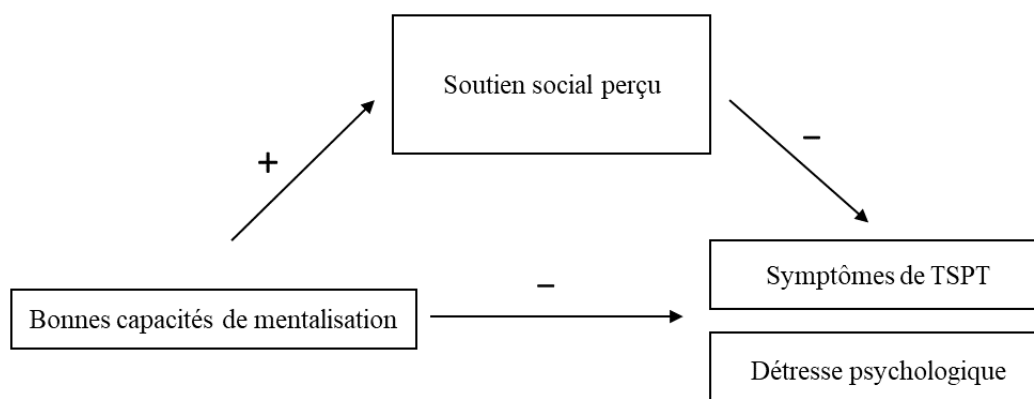 Soutien social perçu
+
−
Symptômes de TSPT
−
Bonnes capacités de mentalisation
Détresse psychologique